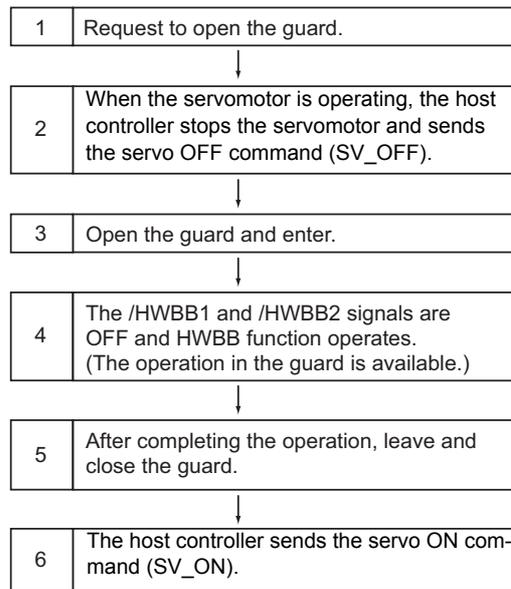 1 Request to open the guard.
2 When the servomotor is operating, the host
controller stops the servomotor and sends
the servo OFF command (SV_OFF).
3 Open the guard and enter.
4 The /HWBB1 and /HWBB2 signals are
OFF and HWBB function operates.
(The operation in the guard is available.)
5 After completing the operation, leave and
close the guard.
6 The host controller sends the servo ON com-
mand (SV_ON).